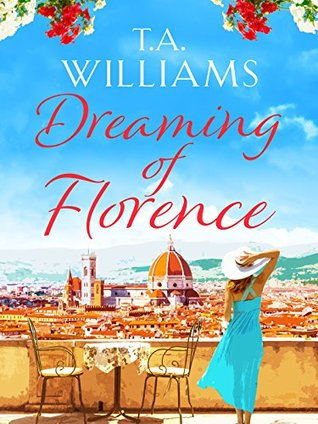 T.A.
WILLIAMS
Dreaming
of
Florence